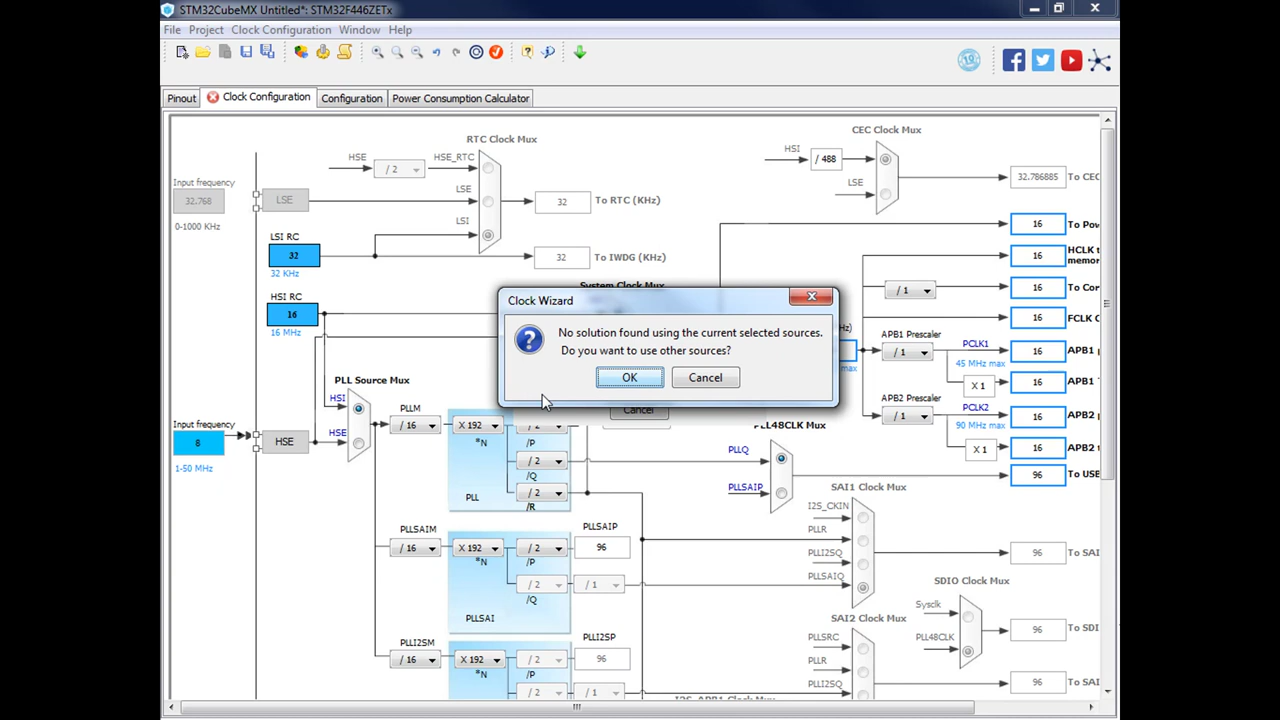 STM32CubeMX Untitled*: STM32F446ZETx
File Project Clock Configuration Window Help
Pinout Clock Configuration Configuration Power Consumption Calculator
RTC Clock Mux
CEC Clock Mux
HSE / 2 HSE_RTC
HSI / 488
Input frequency
32.768
0-1000 KHz
LSE
LSE
32 To RTC (KHz)
LSE
32.786885 To CEC
LSI
LSI RC
32
32 KHz
32 To IWDG (KHz)
16 To Pow
16 HCLK t
memor
/ 1 16 To Cor
16 FCLK C
HSI RC
16
16 MHz
System Clock Mux
Clock Wizard
No solution found using the current selected sources.
Do you want to use other sources?
OK Cancel
Cancel
Hz)
max
APB1 Prescaler
/ 1 PCLK1 16 APB1
45 MHz max
X 1 16 APB1
APB2 Prescaler
/ 1 PCLK2 16 APB2
90 MHz max
X 1 16 APB2 t
96 To USB
PLL Source Mux
HSI
HSE
Input frequency
8
1-50 MHz
HSE
PLLM
/ 16 X 192 / 2
*N /P
/ 2
/Q
/ 2
PLL /R
PLL48CLK Mux
PLLQ
PLLSAIP
SAI1 Clock Mux
I2S_CKIN
PLLR
PLLI2SQ
PLLSAIQ
96 To SAI
PLLSAIM
/ 16 X 192 / 2
*N /P
PLLSAIP
96
/ 2 / 1
/Q
PLLSAI
SDIO Clock Mux
Sysclk
PLL48CLK
96 To SDI
SAI2 Clock Mux
PLLSRC
PLLR
PLLI2SQ
96 To SAI
PLLI2SM
/ 16 X 192 / 2
*N /P
PLLI2SP
96
/ 2 / 1
I2S_APB1 Clock Mux